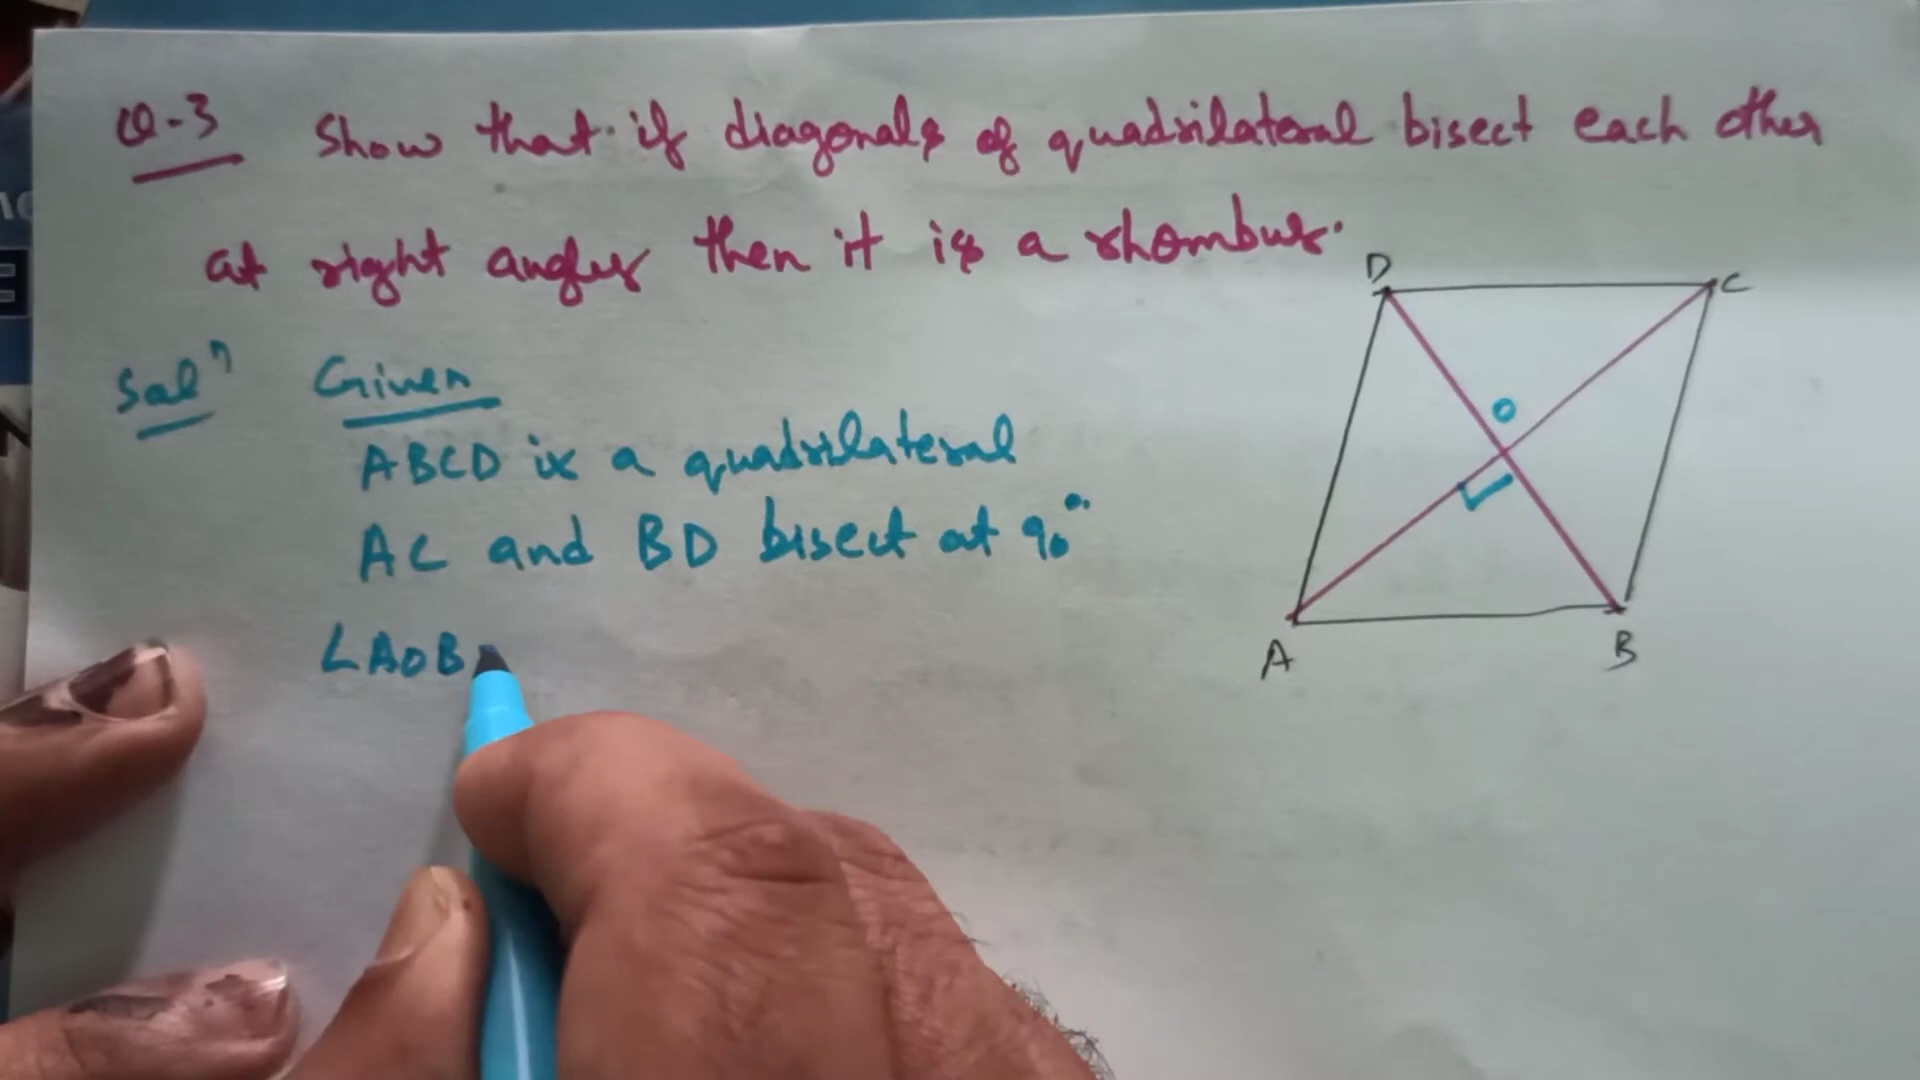 Q-3 Show that if diagonals of quadrilateral bisect each other
at right angles then it is a rhombus.
Sol^n Given
ABCD is a quadrilateral
AC and BD bisect at 90°
∠AOB
D
C
O
A
B